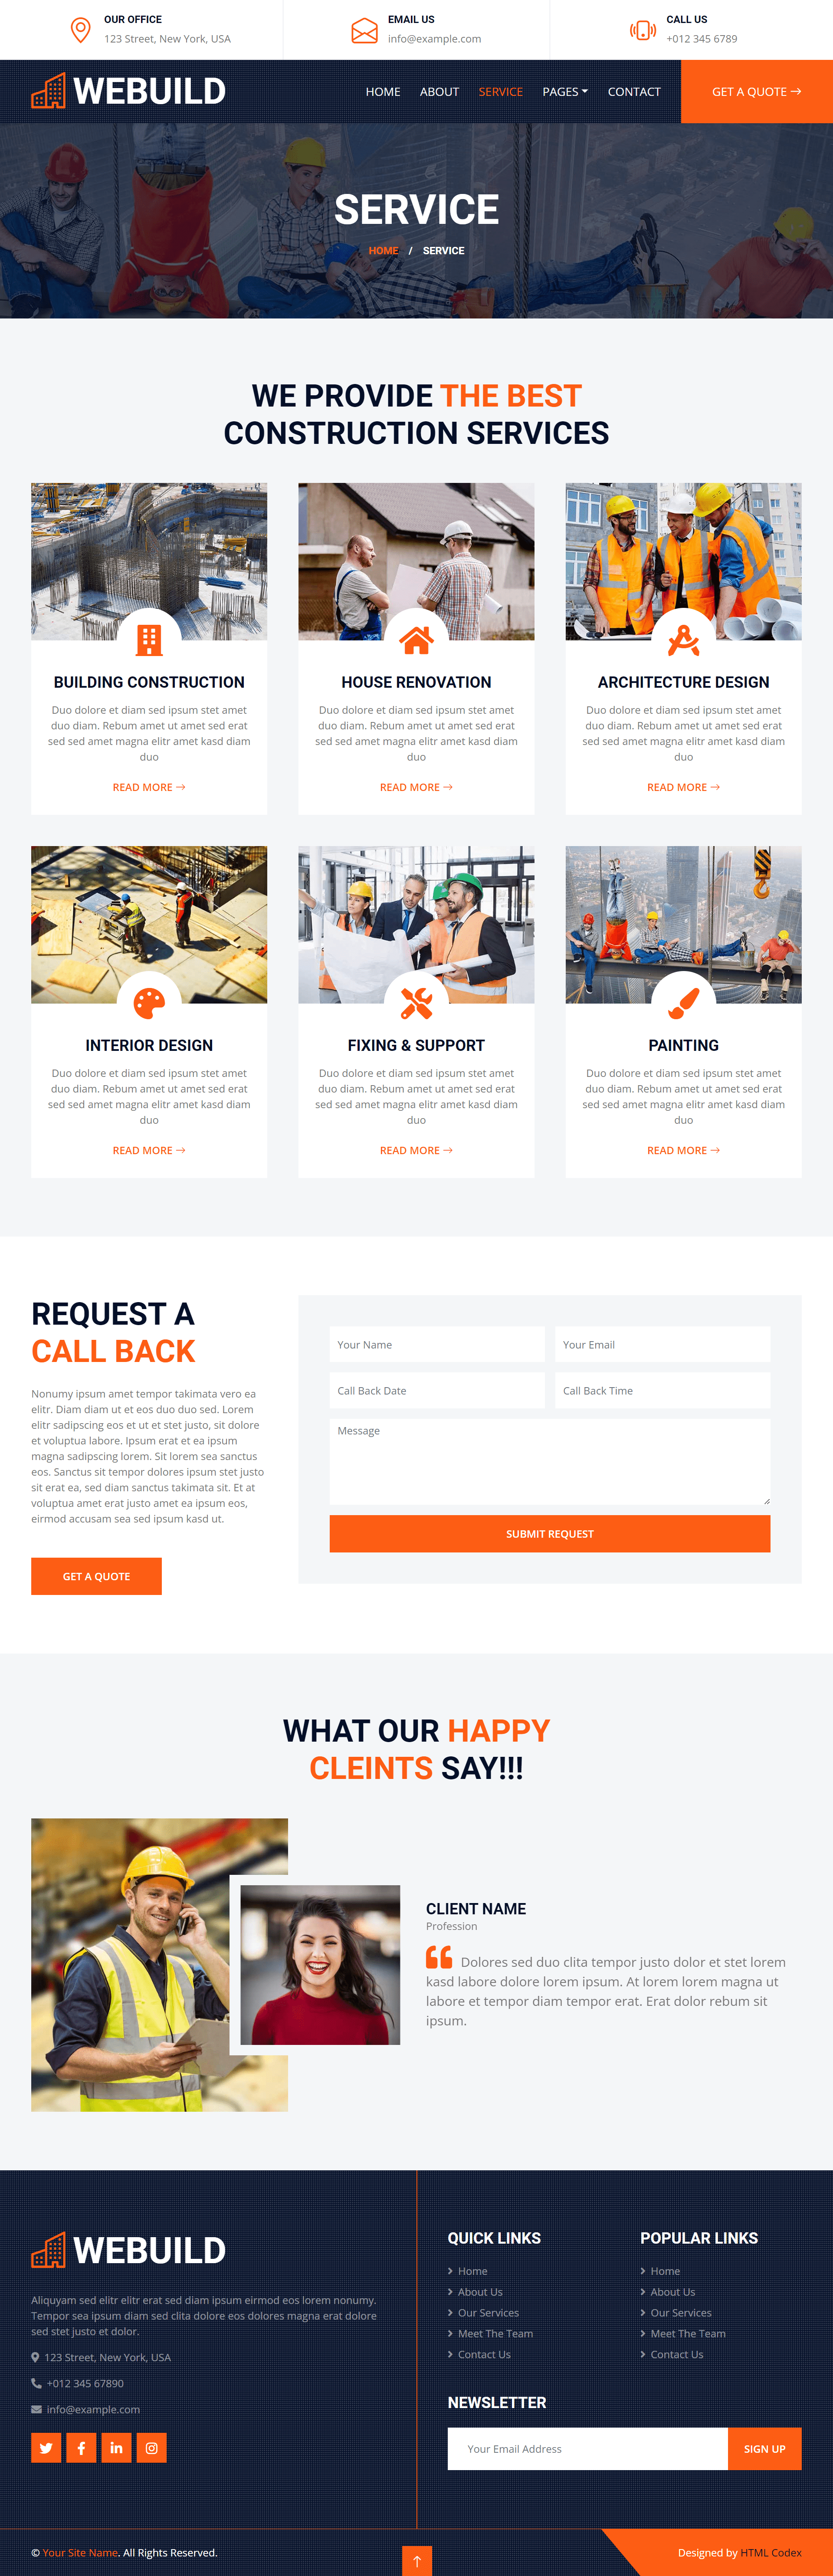 OUR OFFICE
123 Street, New York, USA
EMAIL US
info@example.com
CALL US
+012 345 6789
WEBUILD
HOME
ABOUT
SERVICE
PAGES
CONTACT
GET A QUOTE
SERVICE
HOME / SERVICE
WE PROVIDE THE BEST
CONSTRUCTION SERVICES
BUILDING CONSTRUCTION
Duo dolore et diam sed ipsum stet amet
duo diam. Rebum amet ut amet sed erat
sed sed amet magna elitr amet kasd diam
duo
READ MORE
HOUSE RENOVATION
Duo dolore et diam sed ipsum stet amet
duo diam. Rebum amet ut amet sed erat
sed sed amet magna elitr amet kasd diam
duo
READ MORE
ARCHITECTURE DESIGN
Duo dolore et diam sed ipsum stet amet
duo diam. Rebum amet ut amet sed erat
sed sed amet magna elitr amet kasd diam
duo
READ MORE
INTERIOR DESIGN
Duo dolore et diam sed ipsum stet amet
duo diam. Rebum amet ut amet sed erat
sed sed amet magna elitr amet kasd diam
duo
READ MORE
FIXING & SUPPORT
Duo dolore et diam sed ipsum stet amet
duo diam. Rebum amet ut amet sed erat
sed sed amet magna elitr amet kasd diam
duo
READ MORE
PAINTING
Duo dolore et diam sed ipsum stet amet
duo diam. Rebum amet ut amet sed erat
sed sed amet magna elitr amet kasd diam
duo
READ MORE
REQUEST A
CALL BACK
Nonumy ipsum amet tempor takimata vero ea
elitr. Diam diam ut et eos duo duo sed. Lorem
elitr sadipscing eos et ut et stet justo, sit dolore
et voluptua labore. Ipsum erat et ea ipsum
magna sadipscing lorem. Sit lorem sea sanctus
eos. Sanctus sit tempor dolores ipsum stet justo
sit erat ea, sed diam sanctus takimata sit. Et at
voluptua amet erat justo amet ea ipsum eos,
eirmod accusam sea sed ipsum kasd ut.
GET A QUOTE
Your Name
Your Email
Call Back Date
Call Back Time
Message
SUBMIT REQUEST
WHAT OUR HAPPY
CLEINTS SAY!!!
CLIENT NAME
Profession
Dolores sed duo clita tempor justo dolor et stet lorem
kasd labore dolore lorem ipsum. At lorem lorem magna ut
labore et tempor diam tempor erat. Erat dolor rebum sit
ipsum.
WEBUILD
Aliquyam sed elitr elitr erat sed diam ipsum eirmod eos lorem nonumy.
Tempor sea ipsum diam sed clita dolore eos dolores magna erat dolore
sed stet justo et dolor.
123 Street, New York, USA
+012 345 67890
info@example.com
QUICK LINKS
Home
About Us
Our Services
Meet The Team
Contact Us
POPULAR LINKS
Home
About Us
Our Services
Meet The Team
Contact Us
NEWSLETTER
Your Email Address
SIGN UP
© Your Site Name. All Rights Reserved.
Designed by HTML Codex